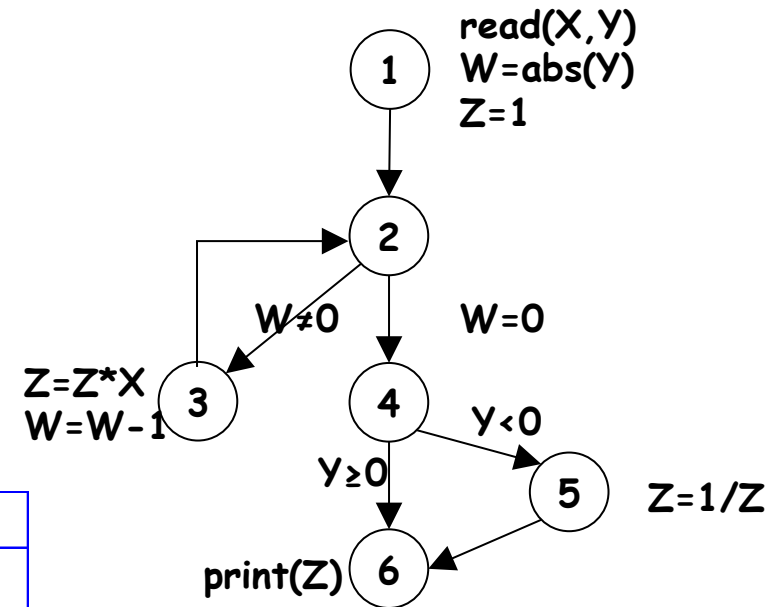 read(X,Y)
1
W=abs(Y)
Z=1
2
W≠0
W=0
Z=Z*X
3
W=W-1
4
Y<0
Y≥0
5
Z=1/Z
print(Z)
6